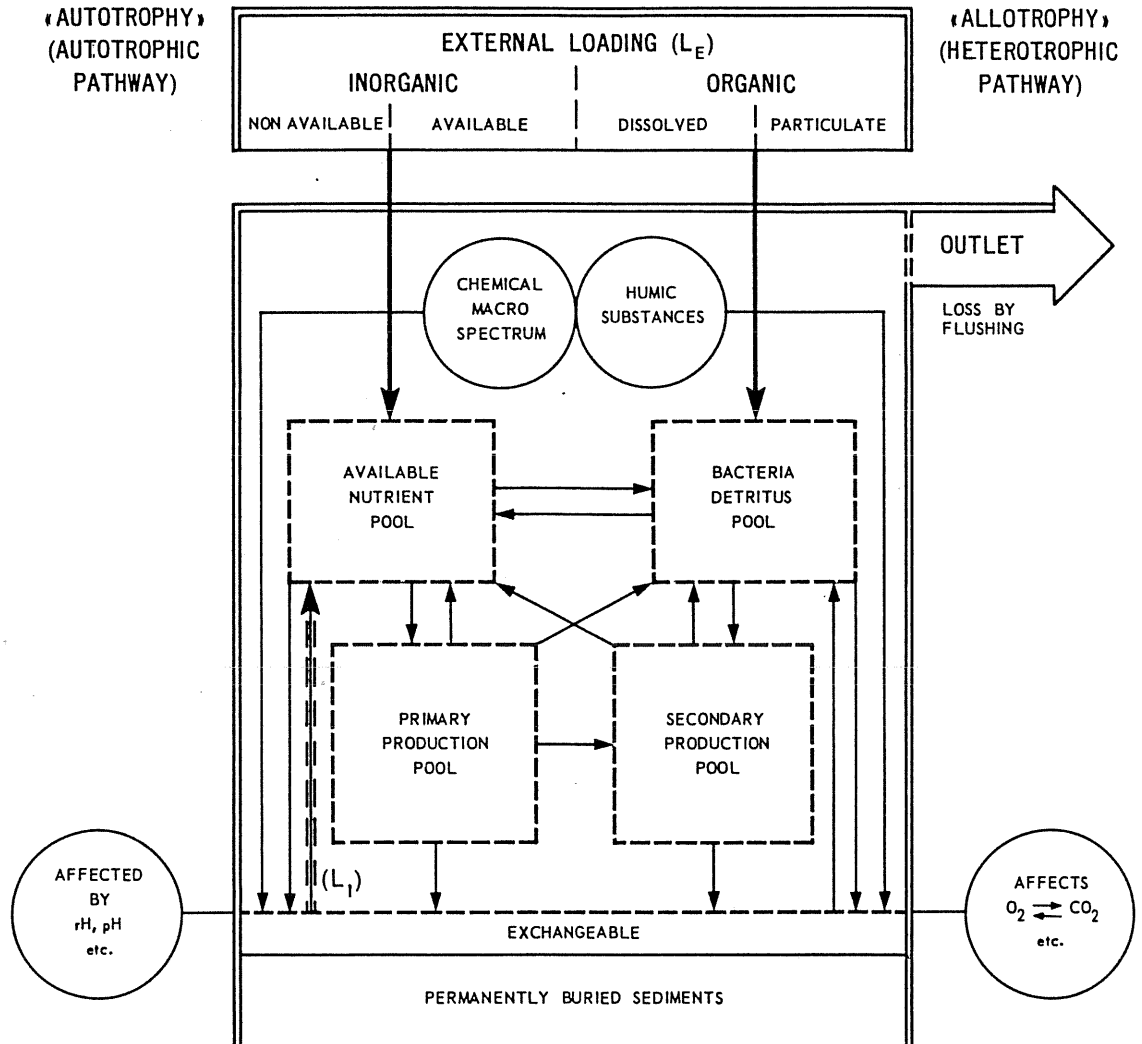 «AUTOTROPHY»
(AUTOTROPHIC
PATHWAY)
EXTERNAL LOADING (LE)
INORGANIC
ORGANIC
NON AVAILABLE
AVAILABLE
DISSOLVED
PARTICULATE
«ALLOTROPHY»
(HETEROTROPHIC
PATHWAY)
OUTLET
LOSS BY
FLUSHING
CHEMICAL
MACRO
SPECTRUM
HUMIC
SUBSTANCES
AVAILABLE
NUTRIENT
POOL
BACTERIA
DETRITUS
POOL
PRIMARY
PRODUCTION
POOL
SECONDARY
PRODUCTION
POOL
(LI)
AFFECTED
BY
rH, pH
etc.
AFFECTS
O2 ⇄ CO2
etc.
EXCHANGEABLE
PERMANENTLY BURIED SEDIMENTS